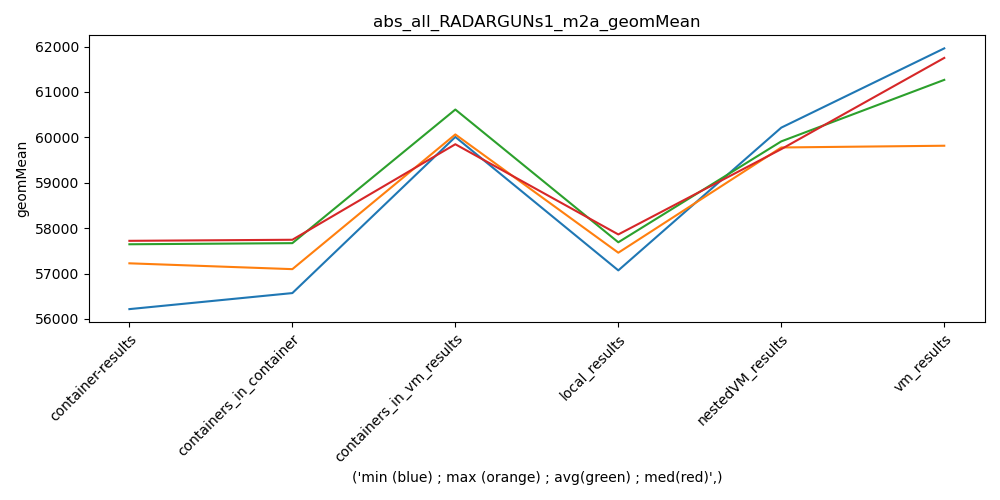 abs_all_RADARGUNs1_m2a_geomMean
62000
61000
60000
59000
58000
57000
56000
geomMean
container-results
containers_in_container
containers_in_vm_results
local_results
nestedVM_results
vm_results
('min (blue) ; max (orange) ; avg(green) ; med(red)',)